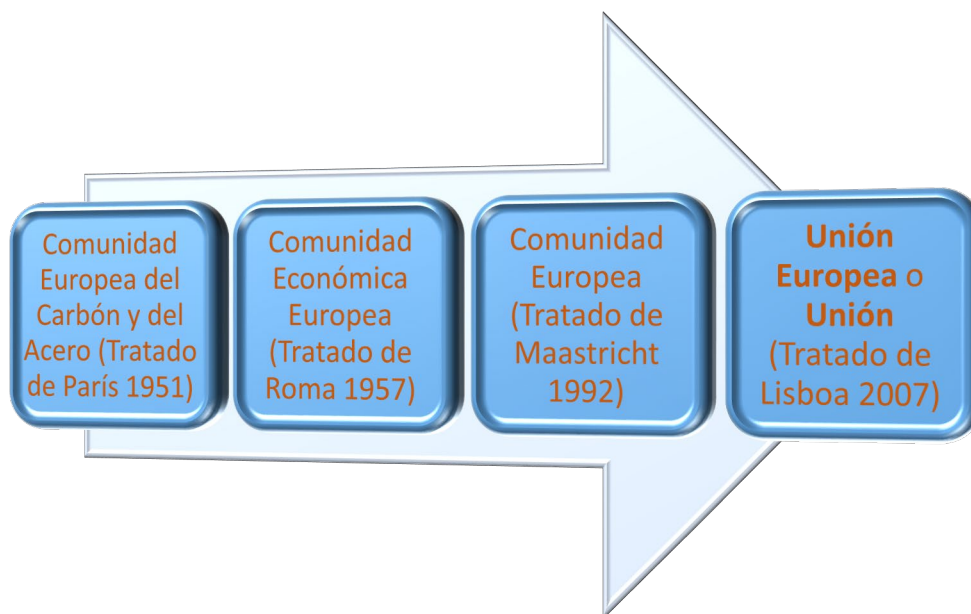 Comunidad
Europea del
Carbón y del
Acero (Tratado
de París 1951)
Comunidad
Económica
Europea
(Tratado de
Roma 1957)
Comunidad
Europea
(Tratado de
Maastricht
1992)
Unión
Europea o
Unión
(Tratado de
Lisboa 2007)